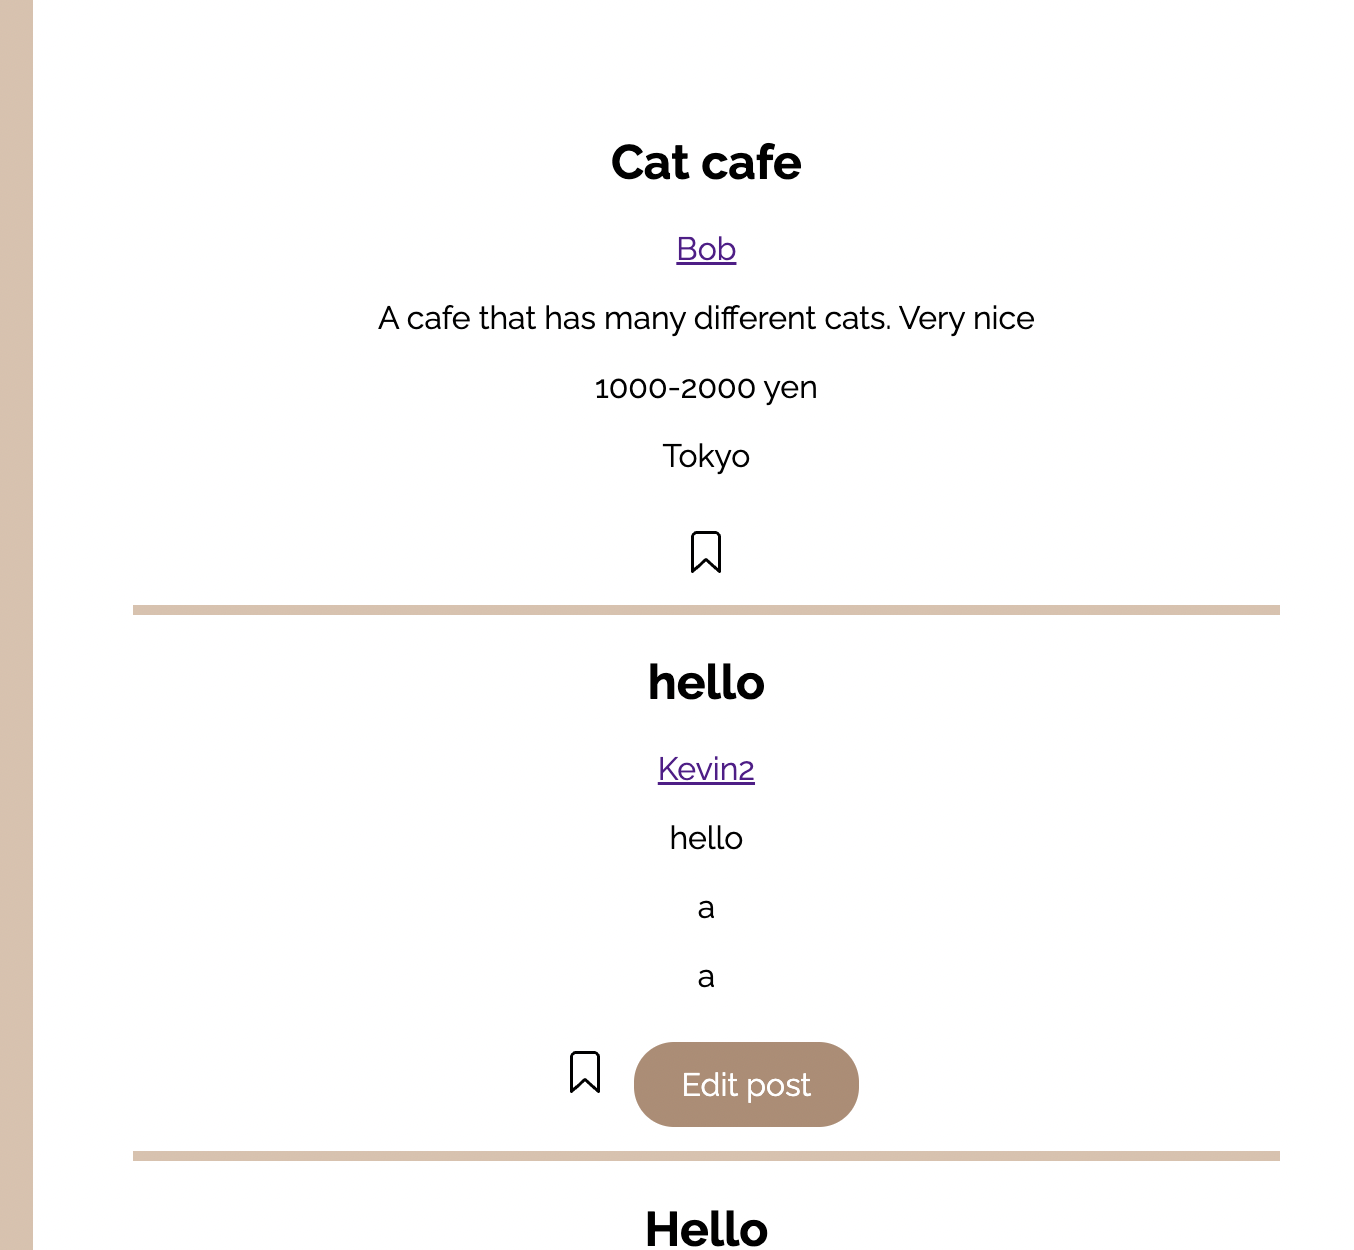 Cat cafe
Bob
A cafe that has many different cats. Very nice
1000-2000 yen
Tokyo
hello
Kevin2
hello
a
a
Edit post
Hello